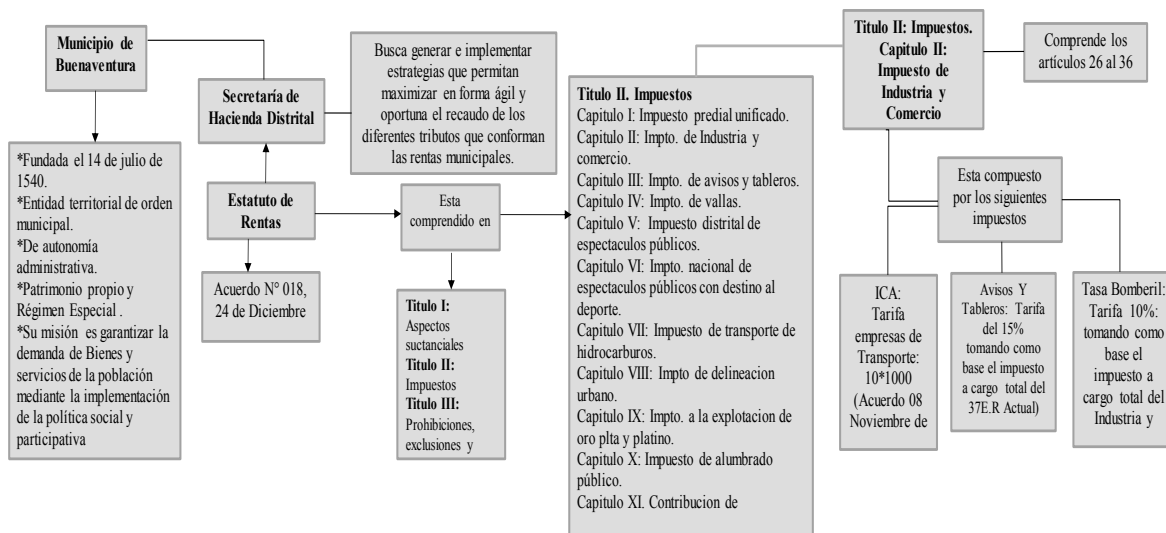 Municipio de
Buenaventura
*Fundada el 14 de julio de
1540.
*Entidad territorial de orden
municipal.
*De autonomía
administrativa.
*Patrimonio propio y
Régimen Especial .
*Su misión es garantizar la
demanda de Bienes y
servicios de la población
mediante la implementación
de la política social y
participativa
Secretaría de
Hacienda Distrital
Busca generar e implementar
estrategias que permitan
maximizar en forma ágil y
oportuna el recaudo de los
diferentes tributos que conforman
las rentas municipales.
Estatuto de
Rentas
Acuerdo N° 018,
24 de Diciembre
Esta
comprendido en
Titulo I:
Aspectos
suctanciales
Titulo II:
Impuestos
Titulo III:
Prohibiciones,
exclusiones y
Titulo II. Impuestos
Capitulo I: Impuesto predial unificado.
Capitulo II: Impto. de Industria y
comercio.
Capitulo III: Impto. de avisos y tableros.
Capitulo IV: Impto. de vallas.
Capitulo V: Impuesto distrital de
espectaculos públicos.
Capitulo VI: Impto. nacional de
espectaculos públicos con destino al
deporte.
Capitulo VII: Impuesto de transporte de
hidrocarburos.
Capitulo VIII: Impto de delineacion
urbano.
Capitulo IX: Impto. a la explotacion de
oro plta y platino.
Capitulo X: Impuesto de alumbrado
público.
Capitulo XI. Contribucion de
Titulo II: Impuestos.
Capitulo II:
Impuesto de
Industria y
Comercio
Comprende los
artículos 26 al 36
Esta compuesto
por los siguientes
impuestos
ICA:
Tarifa
empresas de
Transporte:
10*1000
(Acuerdo 08
Noviembre de
Avisos Y
Tableros: Tarifa
del 15%
tomando como
base el impuesto
a cargo total del
37E.R Actual)
Tasa Bomberil:
Tarifa 10%:
tomando como
base el
impuesto a
cargo total del
Industria y